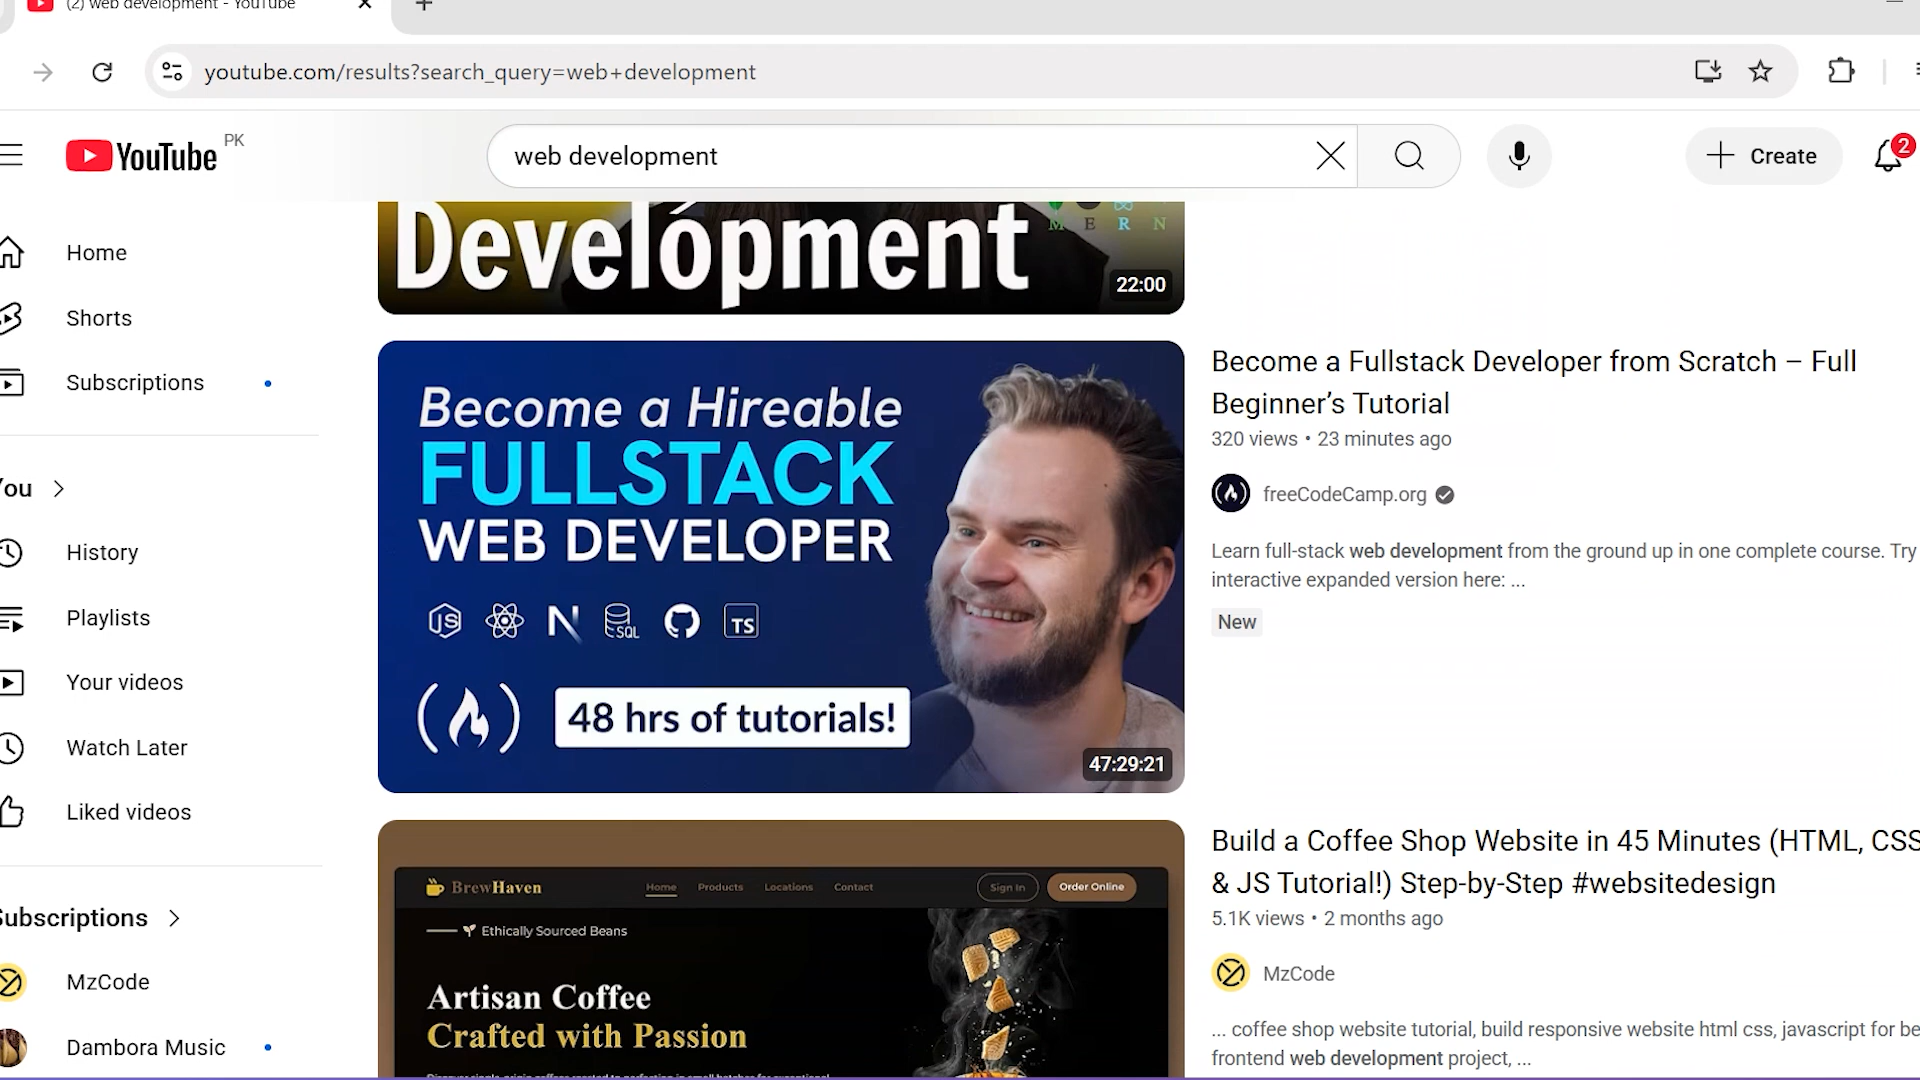 (2) web development - YouTube
youtube.com/results?search_query=web+development
YouTube PK
web development
Create
2
Home
Shorts
Subscriptions
You
History
Playlists
Your videos
Watch Later
Liked videos
Subscriptions
MzCode
Dambora Music
Development
M E R N
22:00
Become a Hireable
FULLSTACK
WEB DEVELOPER
JS
SQL
TS
48 hrs of tutorials!
47:29:21
Become a Fullstack Developer from Scratch – Full
Beginner’s Tutorial
320 views • 23 minutes ago
freeCodeCamp.org
Learn full-stack web development from the ground up in one complete course. Try
interactive expanded version here: ...
New
BrewHaven
Home Products Locations Contact
Sign In Order Online
Ethically Sourced Beans
Artisan Coffee
Crafted with Passion
Build a Coffee Shop Website in 45 Minutes (HTML, CSS
& JS Tutorial!) Step-by-Step #websitedesign
5.1K views • 2 months ago
MzCode
... coffee shop website tutorial, build responsive website html css, javascript for be
frontend web development project, ...